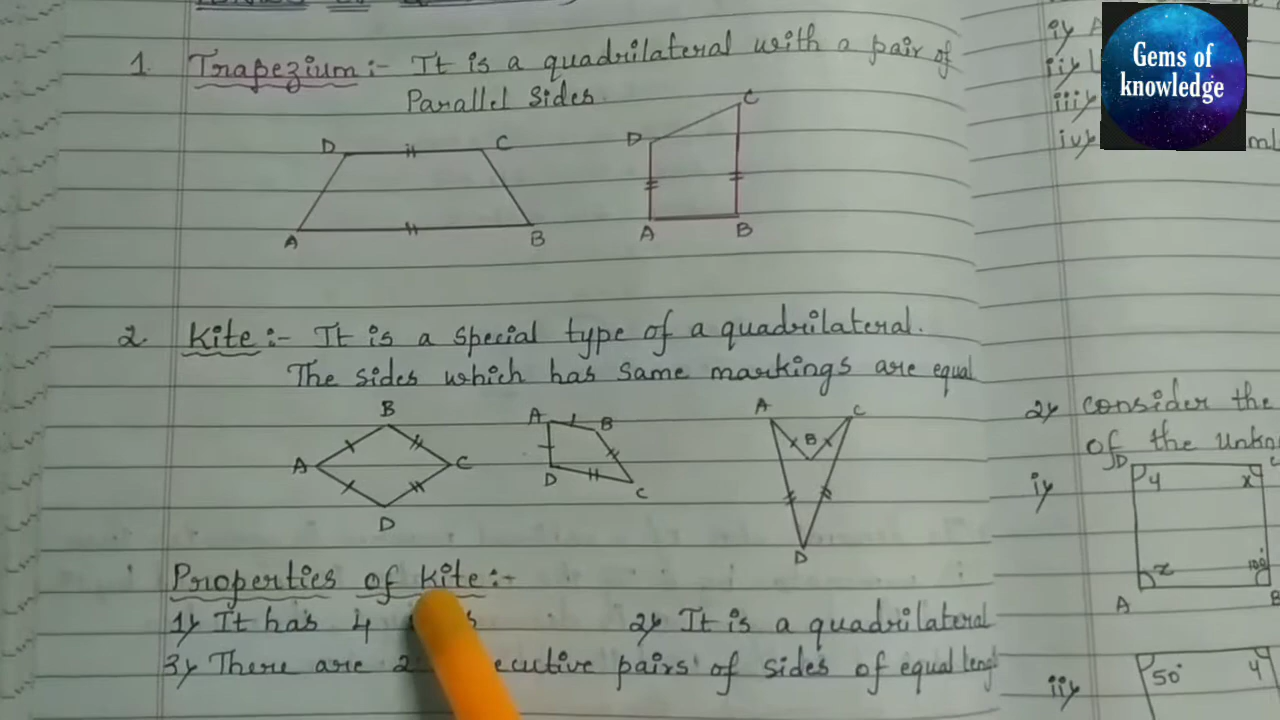 1. Trapezium:- It is a quadrilateral with a pair of
Parallel Sides.
D C
A B
D C
A B
2. Kite:- It is a special type of a quadrilateral.
The sides which has same markings are equal
B
A C
D
A B
D C
A C
B
D
Properties of Kite:-
1) It has 4
2) It is a quadrilateral
3) There are 2 pairs of sides of equal
i)
ii)
iii)
iv)
Gems of
knowledge
2) consider the
of the
i)
D
y x
z 100°
A B
ii)
50° y